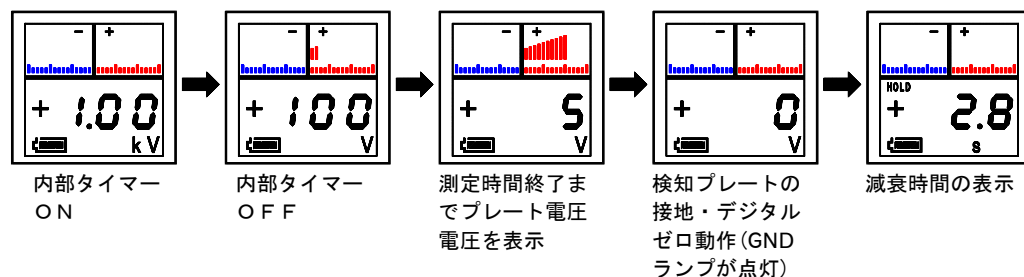 - +
+ 1.00
kV
- +
+ 100
V
- +
+ 5
V
- +
+ 0
V
- +
HOLD
+ 2.8
s
内部タイマー
ON
内部タイマー
OFF
測定時間終了ま
でプレート電圧
電圧を表示
検知プレートの
接地・デジタル
ゼロ動作(GND
ランプが点灯)
減衰時間の表示